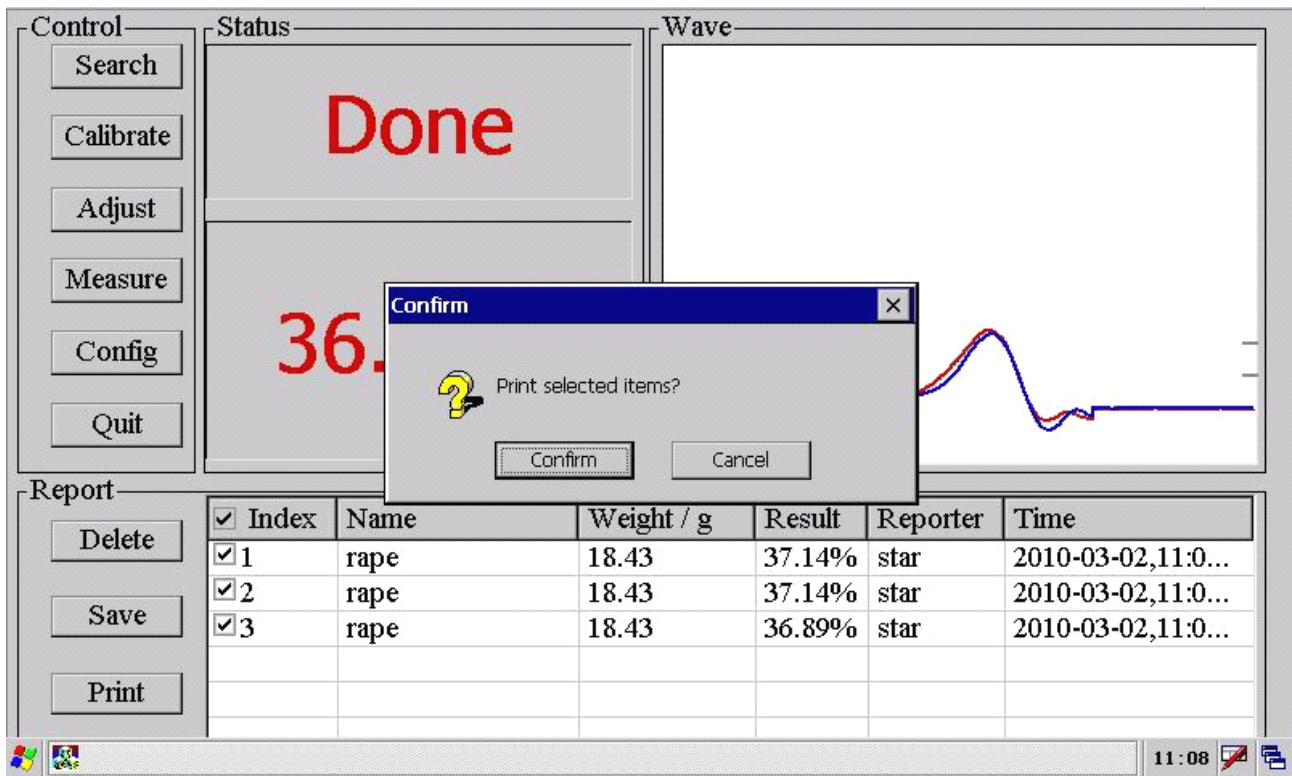 Control
Search
Calibrate
Adjust
Measure
Config
Quit
Status
Done
36.
Wave
Confirm
Print selected items?
Confirm Cancel
Report
Delete
Save
Print
Index Name Weight / g Result Reporter Time
1 rape 18.43 37.14% star 2010-03-02,11:0...
2 rape 18.43 37.14% star 2010-03-02,11:0...
3 rape 18.43 36.89% star 2010-03-02,11:0...
11:08